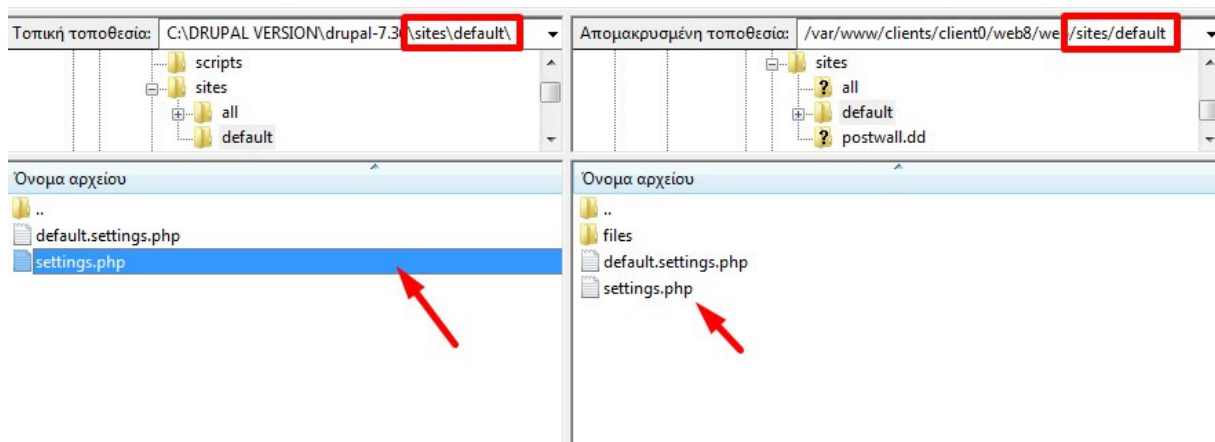 Τοπική τοποθεσία: C:\DRUPAL VERSION\drupal-7.3 \sites\default\
scripts
sites
all
default
Όνομα αρχείου
..
default.settings.php
settings.php
Απομακρυσμένη τοποθεσία: /var/www/clients/client0/web8/we /sites/default
sites
all
default
postwall.dd
Όνομα αρχείου
..
files
default.settings.php
settings.php